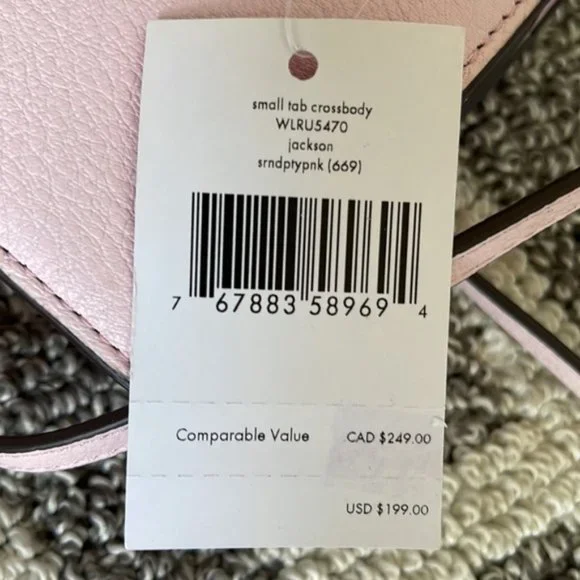 small tab crossbody
WLRU5470
jackson
srndptypnk (669)
7 67883 58969 4
Comparable Value CAD $249.00
USD $199.00